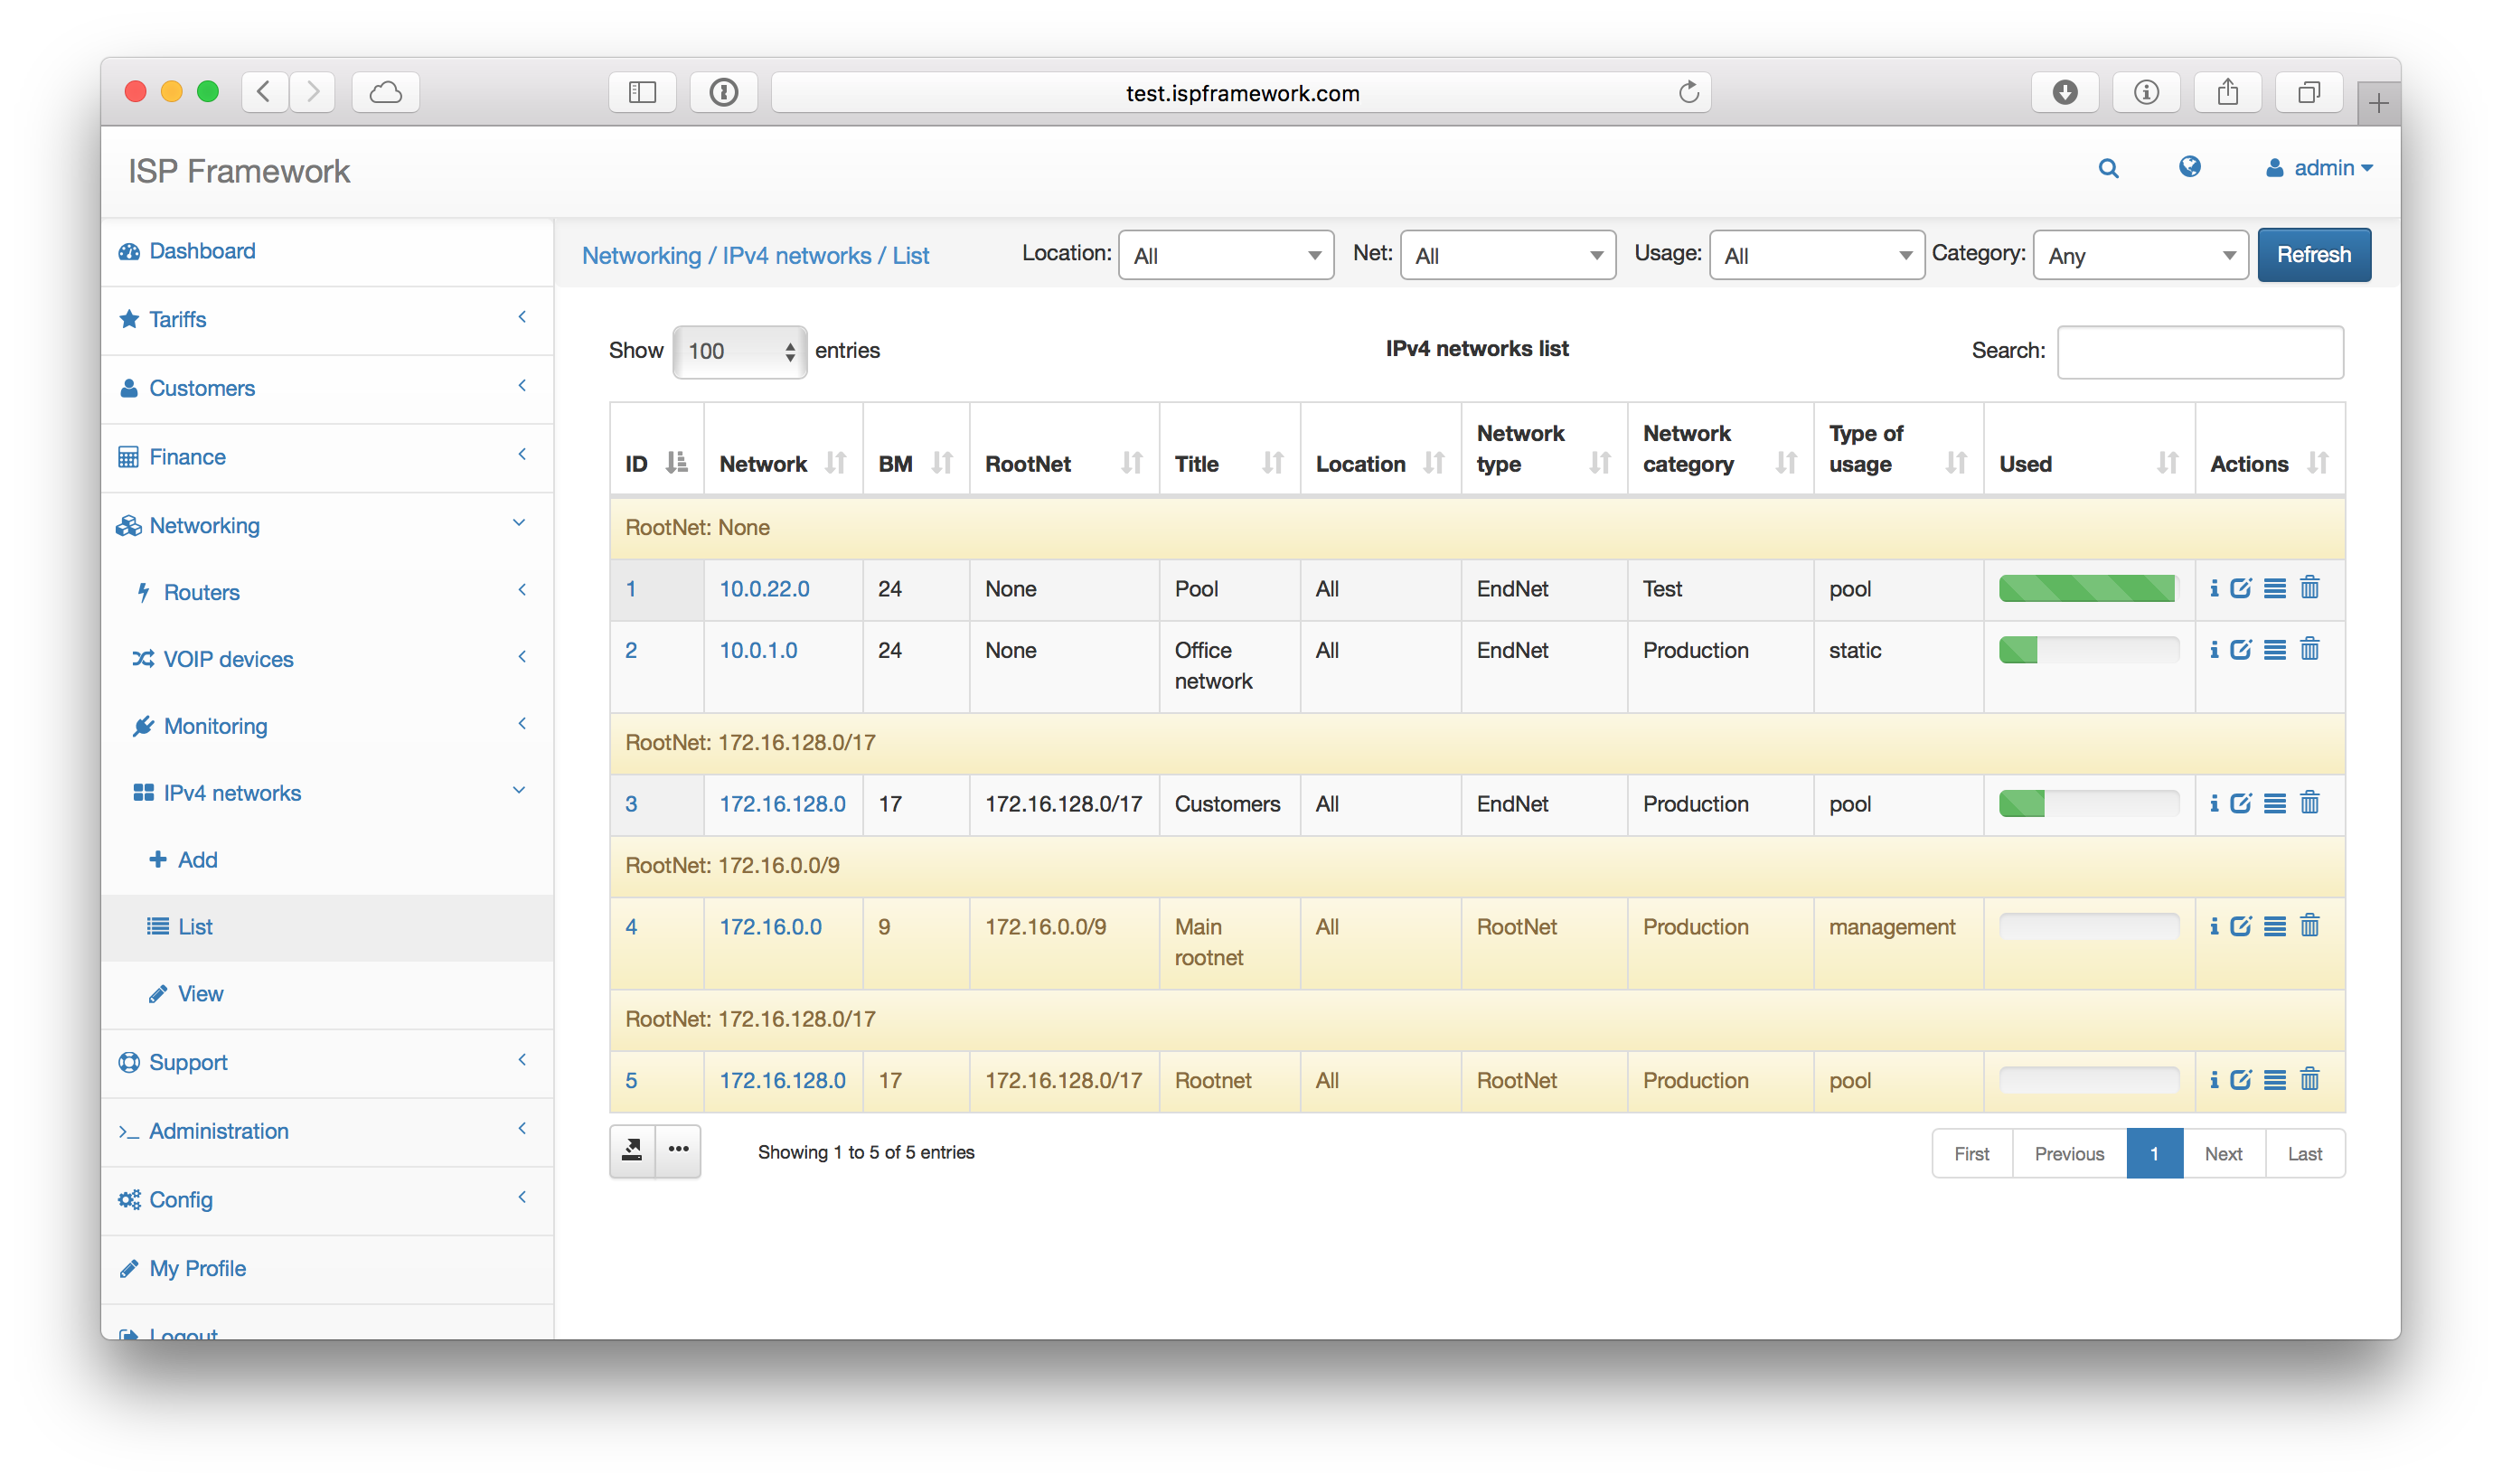 test.ispframework.com
ISP Framework
admin
Dashboard
Tariffs
Customers
Finance
Networking
Routers
VOIP devices
Monitoring
IPv4 networks
Add
List
View
Support
Administration
Config
My Profile
Logout
Networking / IPv4 networks / List
Location: All Net: All Usage: All Category: Any Refresh
Show 100 entries
IPv4 networks list
Search:
ID Network BM RootNet Title Location Network type Network category Type of usage Used Actions
RootNet: None
1 10.0.22.0 24 None Pool All EndNet Test pool
2 10.0.1.0 24 None Office network All EndNet Production static
RootNet: 172.16.128.0/17
3 172.16.128.0 17 172.16.128.0/17 Customers All EndNet Production pool
RootNet: 172.16.0.0/9
4 172.16.0.0 9 172.16.0.0/9 Main rootnet All RootNet Production management
RootNet: 172.16.128.0/17
5 172.16.128.0 17 172.16.128.0/17 Rootnet All RootNet Production pool
Showing 1 to 5 of 5 entries
First Previous 1 Next Last